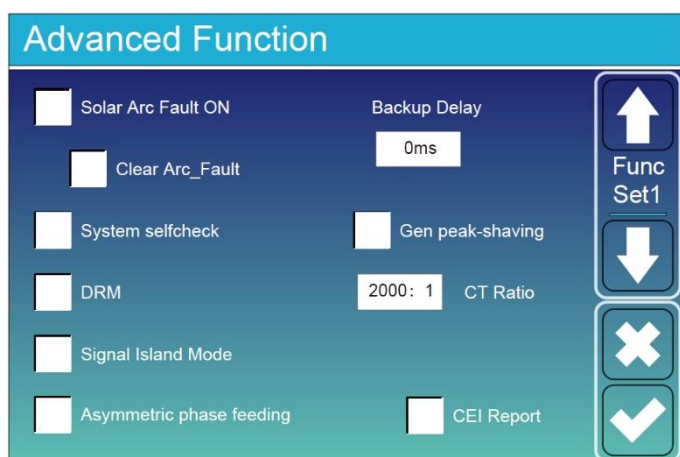 Advanced Function
Solar Arc Fault ON
Backup Delay
0ms
Clear Arc_Fault
System selfcheck
Gen peak-shaving
DRM
2000: 1 CT Ratio
Signal Island Mode
Asymmetric phase feeding
CEI Report
Func
Set1